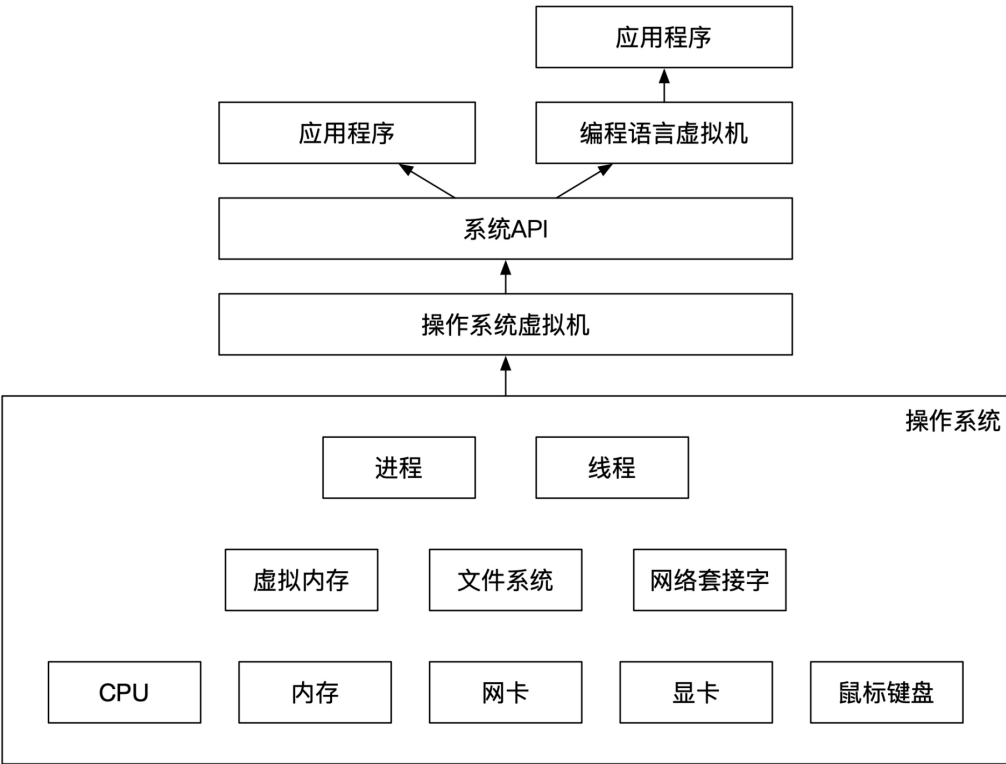 应用程序
应用程序
编程语言虚拟机
系统API
操作系统虚拟机
操作系统
进程
线程
虚拟内存
文件系统
网络套接字
CPU
内存
网卡
显卡
鼠标键盘